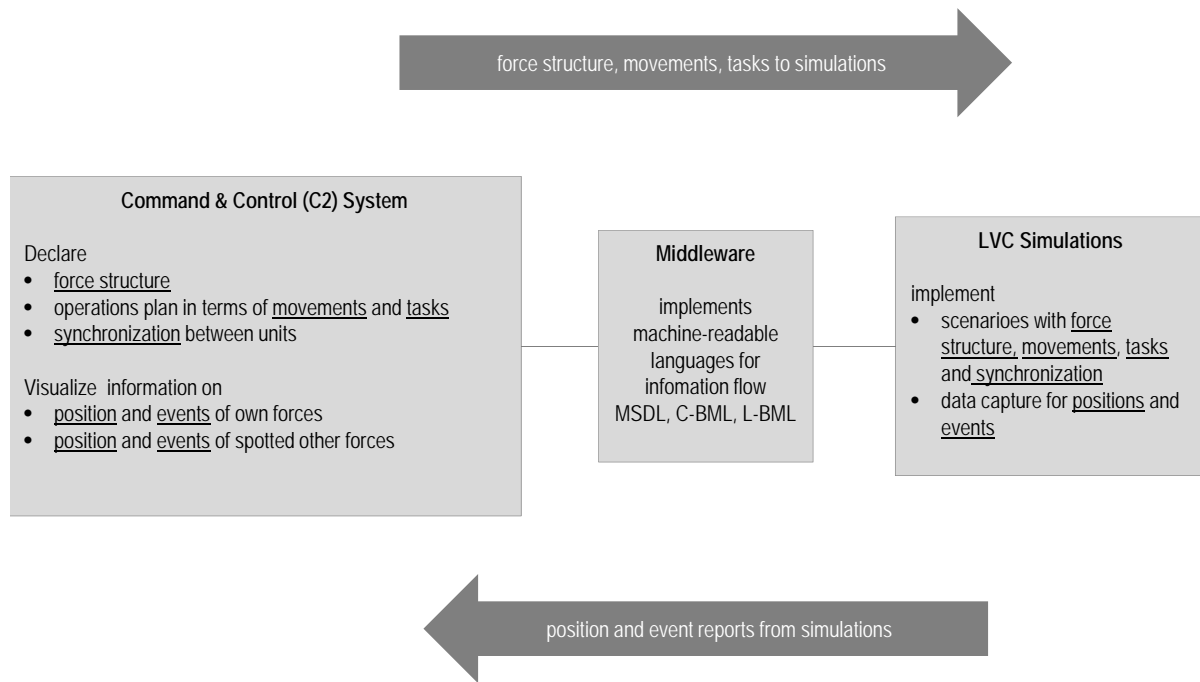 force structure, movements, tasks to simulations
Command & Control (C2) System
Declare
• force structure
• operations plan in terms of movements and tasks
• synchronization between units
Visualize information on
• position and events of own forces
• position and events of spotted other forces
Middleware
implements
machine-readable
languages for
infomation flow
MSDL, C-BML, L-BML
LVC Simulations
implement
• scenarioes with force
structure, movements, tasks
and synchronization
• data capture for positions and
events
position and event reports from simulations